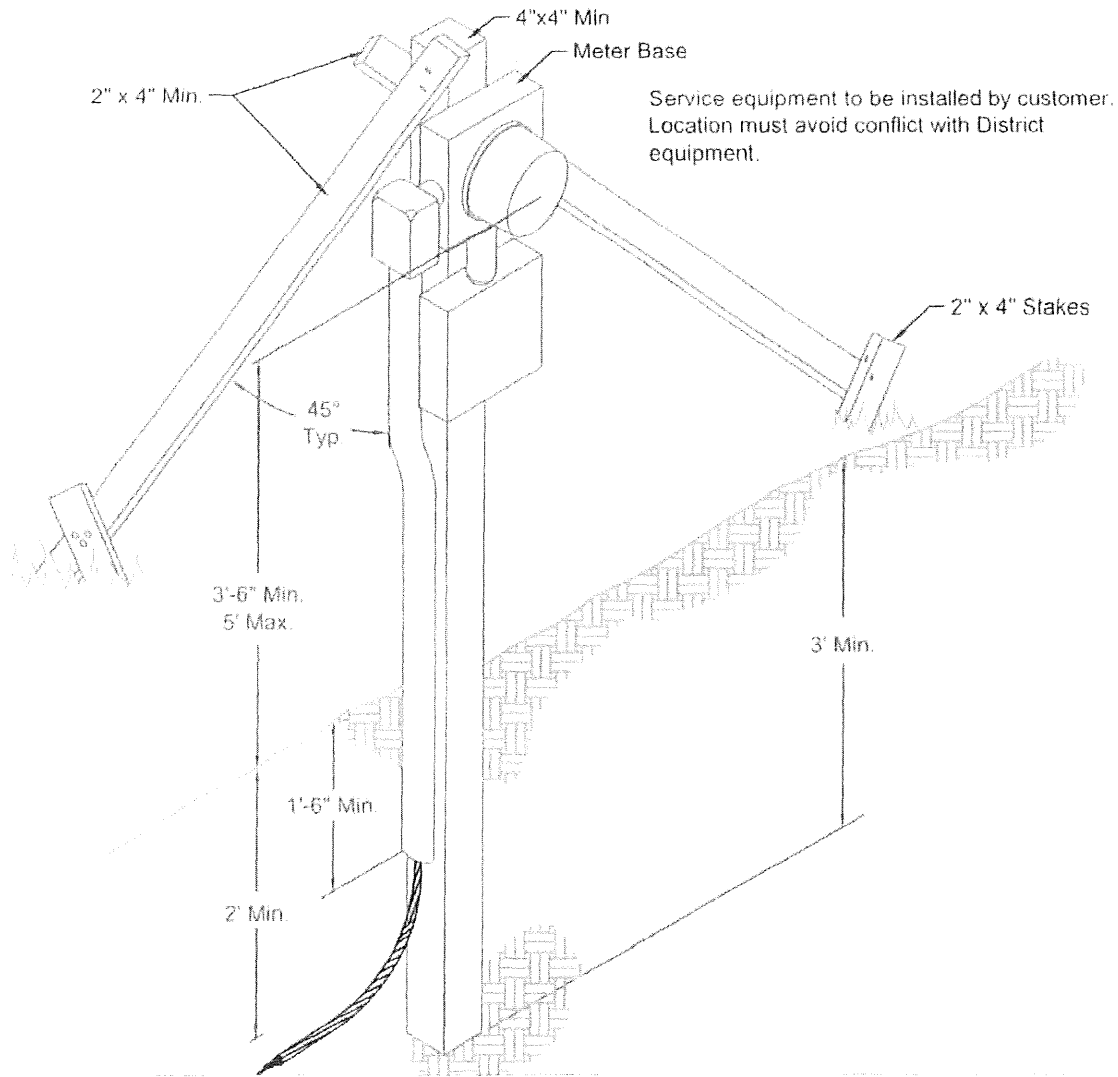 4"x4" Min
Meter Base
2" x 4" Min.
Service equipment to be installed by customer.
Location must avoid conflict with District
equipment.
2" x 4" Stakes
45°
Typ
3'-6" Min.
5' Max.
3' Min.
1'-6" Min.
2' Min.